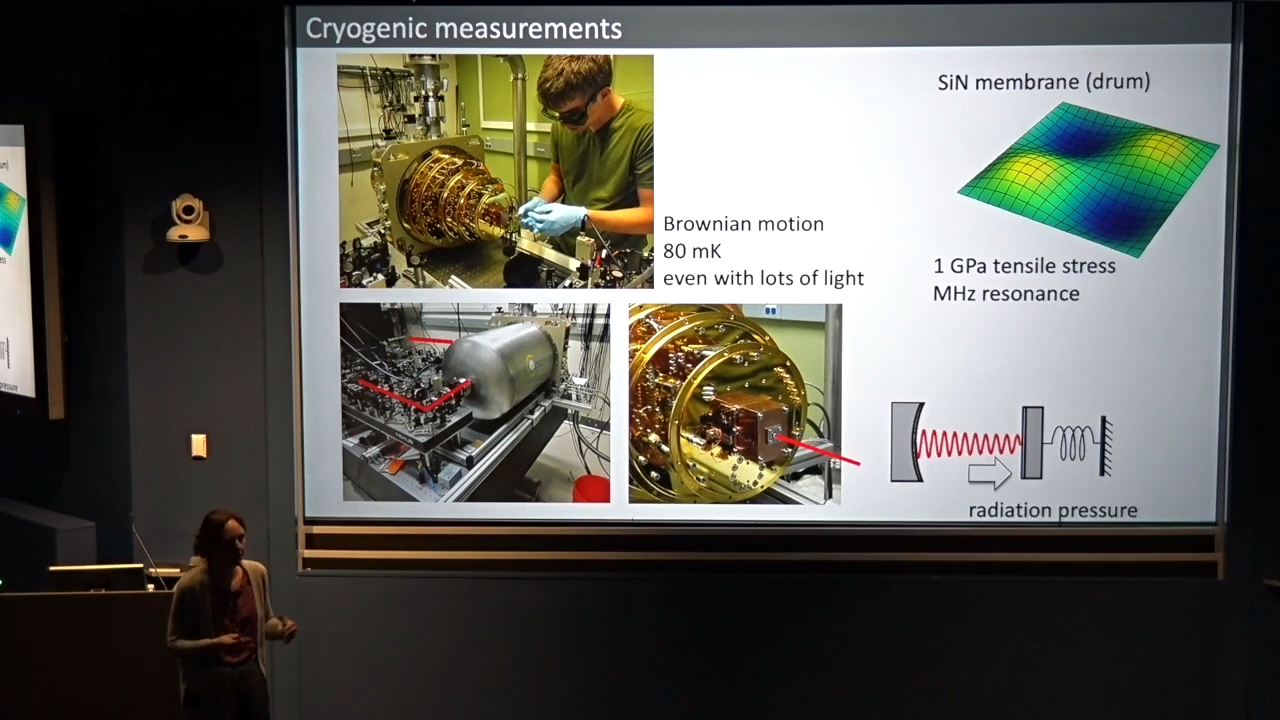 Cryogenic measurements
SiN membrane (drum)
Brownian motion
80 mK
even with lots of light
1 GPa tensile stress
MHz resonance
radiation pressure